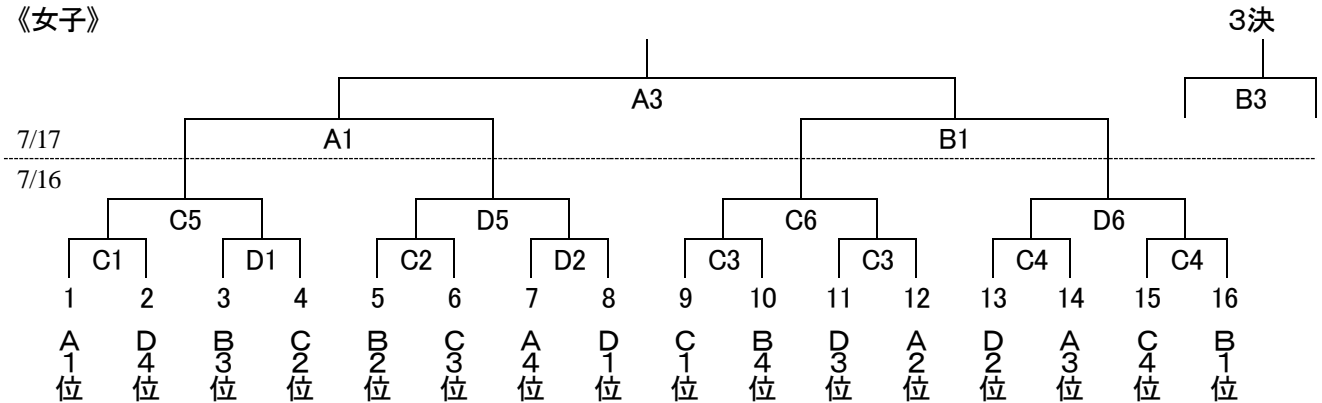 《女子》 3決
A3 B3
7/17 A1 B1
7/16
C5 D5 C6 D6
C1 D1 C2 D2 C3 C3 C4 C4
1 2 3 4 5 6 7 8 9 10 11 12 13 14 15 16
A1位 D4位 B3位 C2位 B2位 C3位 A4位 D1位 C1位 B4位 D3位 A2位 D2位 A3位 C4位 B1位